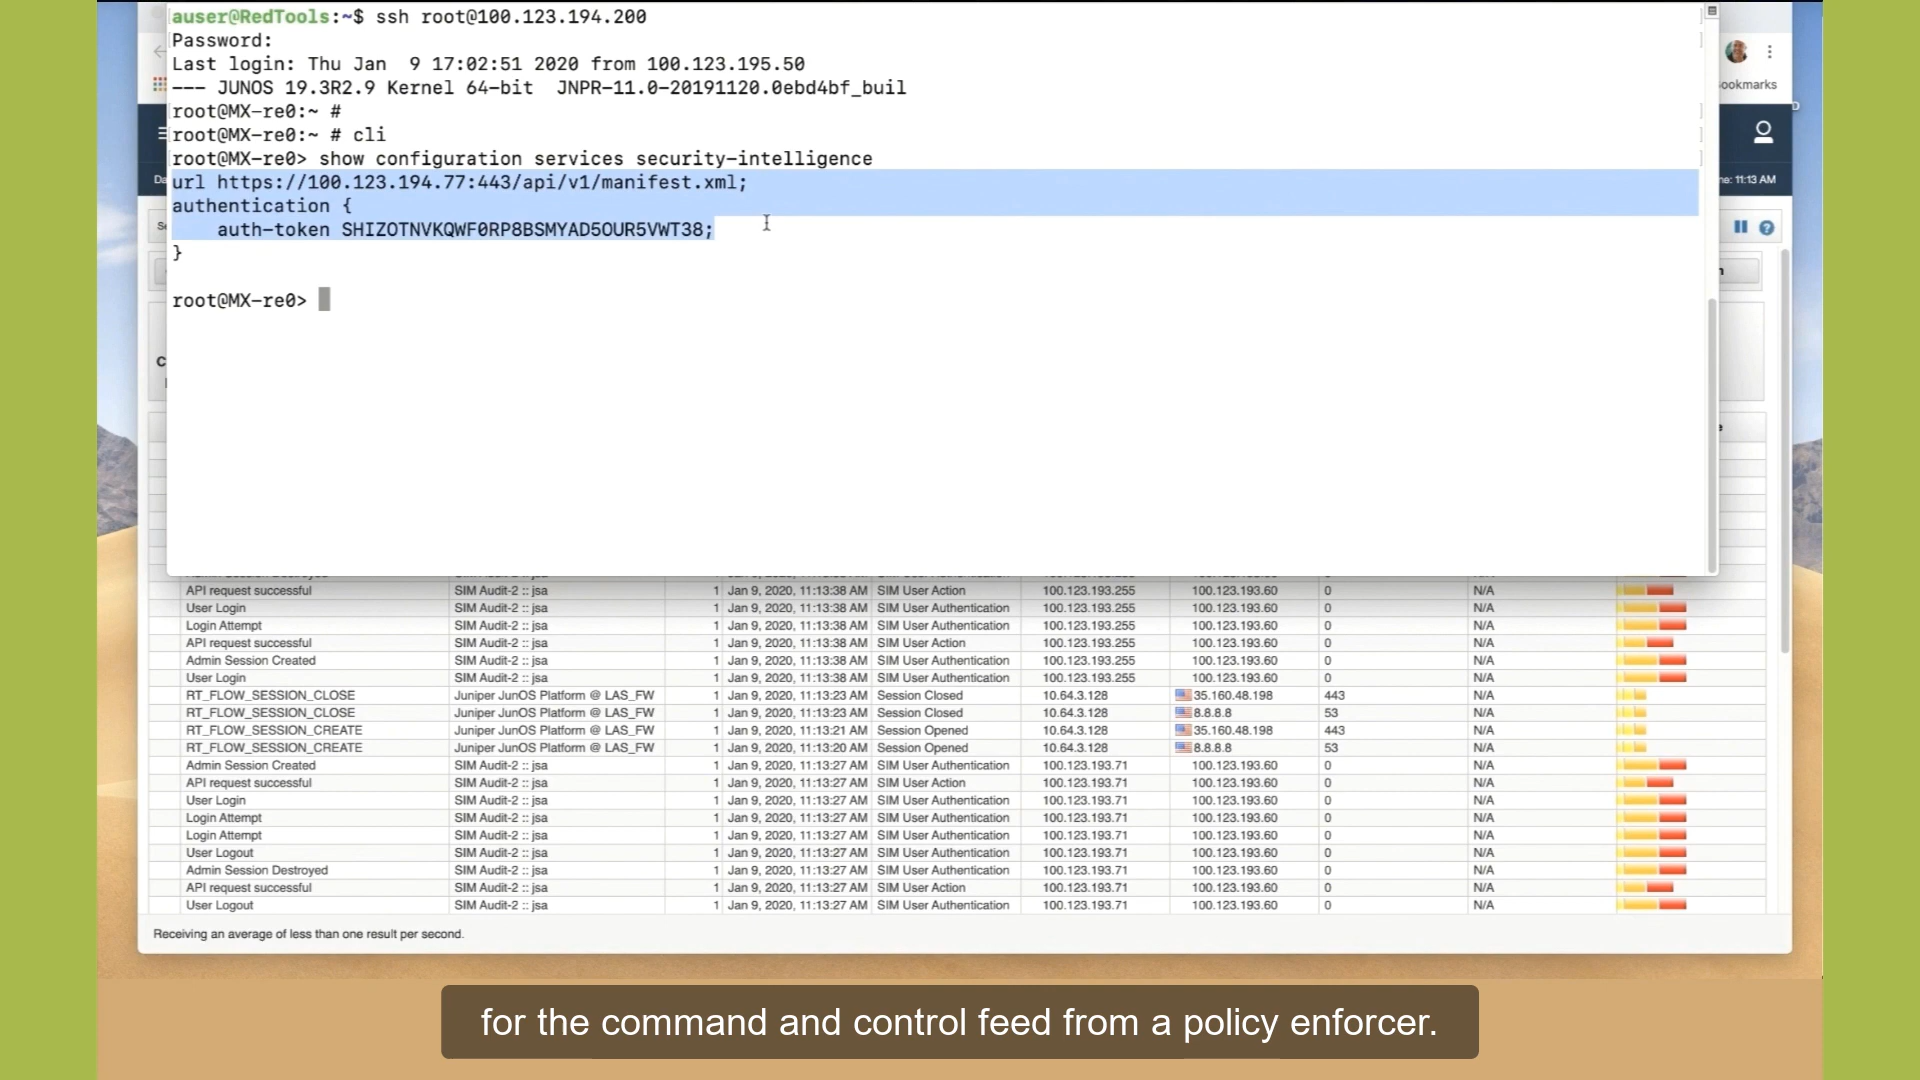 auser@RedTools:~$ ssh root@100.123.194.200
Password:
Last login: Thu Jan  9 17:02:51 2020 from 100.123.195.50
--- JUNOS 19.3R2.9 Kernel 64-bit  JNPR-11.0-20191120.0ebd4bf_buil
root@MX-re0:~ #
root@MX-re0:~ # cli
root@MX-re0> show configuration services security-intelligence
url https://100.123.194.77:443/api/v1/manifest.xml;
authentication {
auth-token SHIZOTNVKQWF0RP8BSMYAD5OUR5VWT38;
}
root@MX-re0>
ookmarks
ne: 11:13 AM
API request successful SIM Audit-2 :: jsa 1 Jan 9, 2020, 11:13:38 AM SIM User Action 100.123.193.255 100.123.193.60 0 N/A
User Login SIM Audit-2 :: jsa 1 Jan 9, 2020, 11:13:38 AM SIM User Authentication 100.123.193.255 100.123.193.60 0 N/A
Login Attempt SIM Audit-2 :: jsa 1 Jan 9, 2020, 11:13:38 AM SIM User Authentication 100.123.193.255 100.123.193.60 0 N/A
API request successful SIM Audit-2 :: jsa 1 Jan 9, 2020, 11:13:38 AM SIM User Action 100.123.193.255 100.123.193.60 0 N/A
Admin Session Created SIM Audit-2 :: jsa 1 Jan 9, 2020, 11:13:38 AM SIM User Authentication 100.123.193.255 100.123.193.60 0 N/A
User Login SIM Audit-2 :: jsa 1 Jan 9, 2020, 11:13:38 AM SIM User Authentication 100.123.193.255 100.123.193.60 0 N/A
RT_FLOW_SESSION_CLOSE Juniper JunOS Platform @ LAS_FW 1 Jan 9, 2020, 11:13:23 AM Session Closed 10.64.3.128 35.160.48.198 443 N/A
RT_FLOW_SESSION_CLOSE Juniper JunOS Platform @ LAS_FW 1 Jan 9, 2020, 11:13:23 AM Session Closed 10.64.3.128 8.8.8.8 53 N/A
RT_FLOW_SESSION_CREATE Juniper JunOS Platform @ LAS_FW 1 Jan 9, 2020, 11:13:21 AM Session Opened 10.64.3.128 35.160.48.198 443 N/A
RT_FLOW_SESSION_CREATE Juniper JunOS Platform @ LAS_FW 1 Jan 9, 2020, 11:13:20 AM Session Opened 10.64.3.128 8.8.8.8 53 N/A
Admin Session Created SIM Audit-2 :: jsa 1 Jan 9, 2020, 11:13:27 AM SIM User Authentication 100.123.193.71 100.123.193.60 0 N/A
API request successful SIM Audit-2 :: jsa 1 Jan 9, 2020, 11:13:27 AM SIM User Action 100.123.193.71 100.123.193.60 0 N/A
User Login SIM Audit-2 :: jsa 1 Jan 9, 2020, 11:13:27 AM SIM User Authentication 100.123.193.71 100.123.193.60 0 N/A
Login Attempt SIM Audit-2 :: jsa 1 Jan 9, 2020, 11:13:27 AM SIM User Authentication 100.123.193.71 100.123.193.60 0 N/A
Login Attempt SIM Audit-2 :: jsa 1 Jan 9, 2020, 11:13:27 AM SIM User Authentication 100.123.193.71 100.123.193.60 0 N/A
User Logout SIM Audit-2 :: jsa 1 Jan 9, 2020, 11:13:27 AM SIM User Authentication 100.123.193.71 100.123.193.60 0 N/A
Admin Session Destroyed SIM Audit-2 :: jsa 1 Jan 9, 2020, 11:13:27 AM SIM User Authentication 100.123.193.71 100.123.193.60 0 N/A
API request successful SIM Audit-2 :: jsa 1 Jan 9, 2020, 11:13:27 AM SIM User Action 100.123.193.71 100.123.193.60 0 N/A
User Logout SIM Audit-2 :: jsa 1 Jan 9, 2020, 11:13:27 AM SIM User Authentication 100.123.193.71 100.123.193.60 0 N/A
Receiving an average of less than one result per second.
for the command and control feed from a policy enforcer.